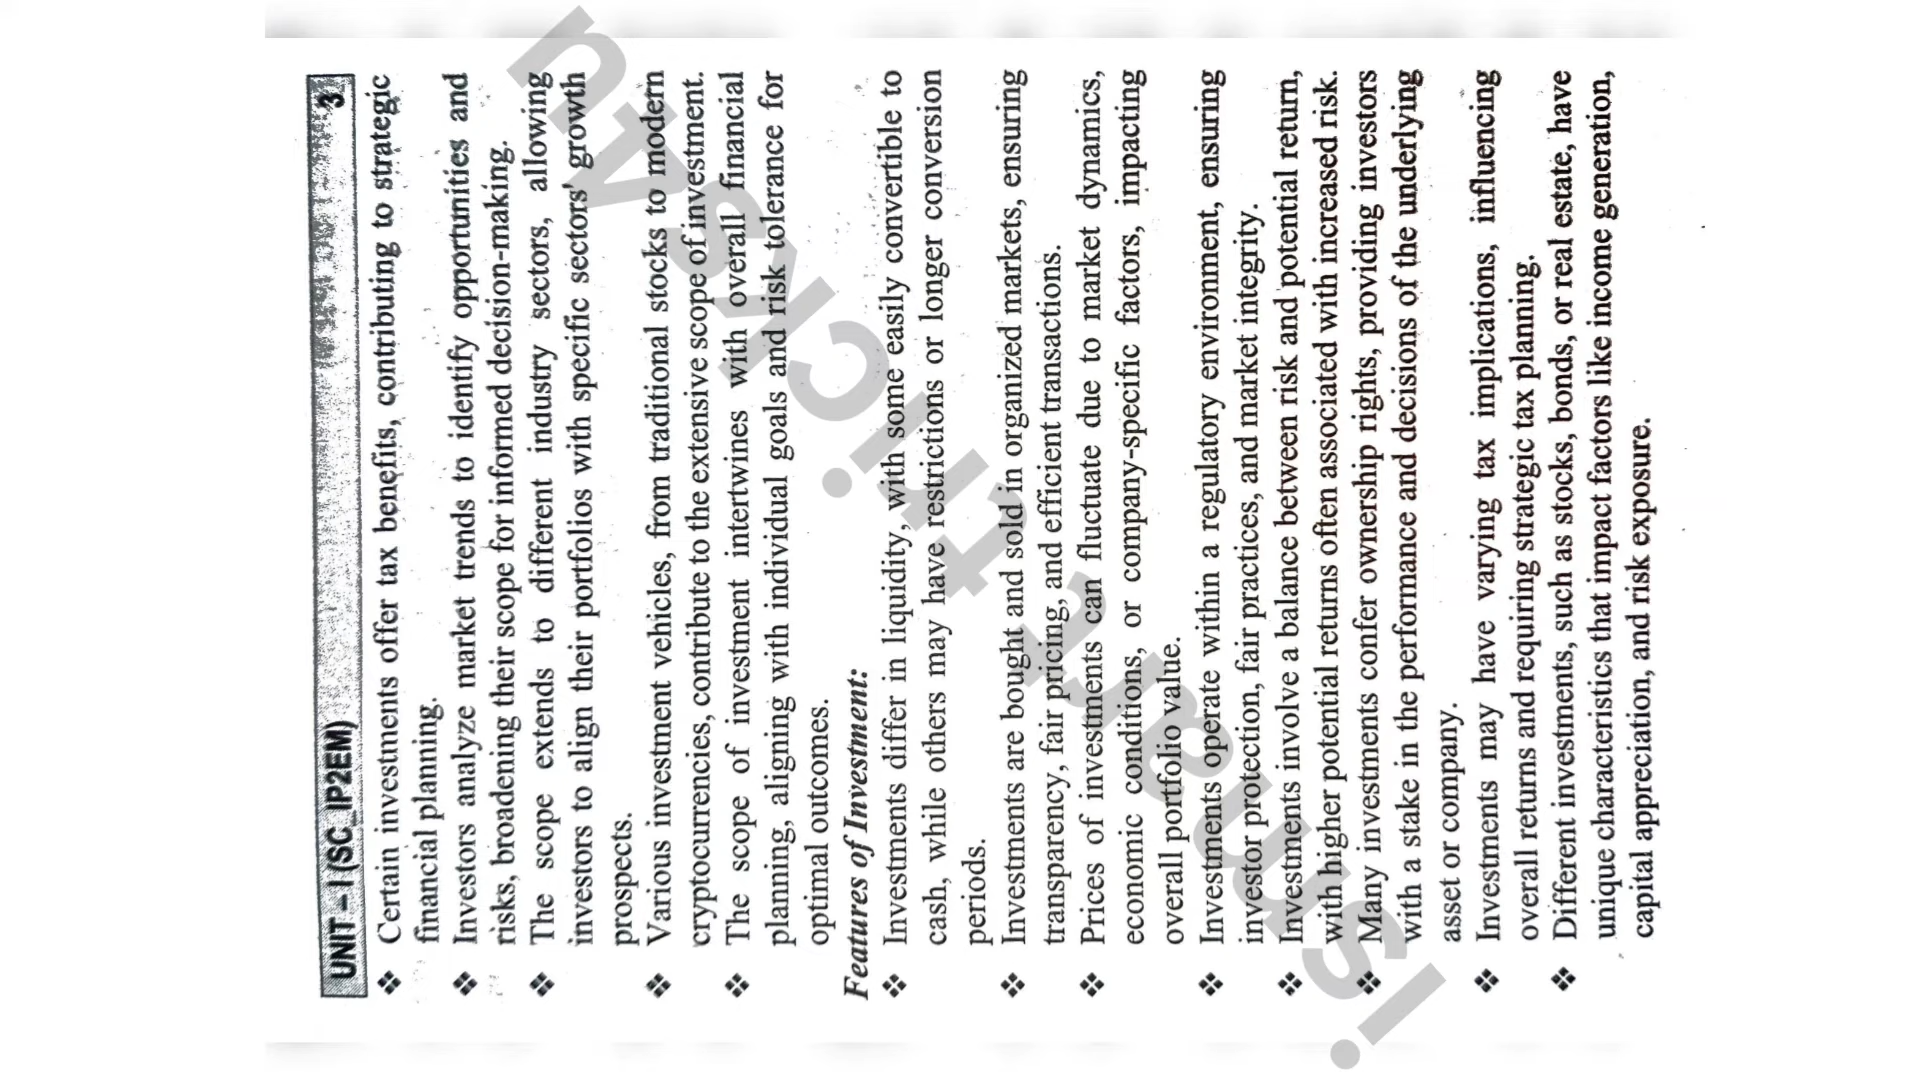 UNIT – I (SC_IP2EM) 3
❖ Certain investments offer tax benefits, contributing to strategic
financial planning.
❖ Investors analyze market trends to identify opportunities and
risks, broadening their scope for informed decision-making.
❖ The scope extends to different industry sectors, allowing
investors to align their portfolios with specific sectors' growth
prospects.
❖ Various investment vehicles, from traditional stocks to modern
cryptocurrencies, contribute to the extensive scope of investment.
❖ The scope of investment intertwines with overall financial
planning, aligning with individual goals and risk tolerance for
optimal outcomes.
Features of Investment:
❖ Investments differ in liquidity, with some easily convertible to
cash, while others may have restrictions or longer conversion
periods.
❖ Investments are bought and sold in organized markets, ensuring
transparency, fair pricing, and efficient transactions.
❖ Prices of investments can fluctuate due to market dynamics,
economic conditions, or company-specific factors, impacting
overall portfolio value.
❖ Investments operate within a regulatory environment, ensuring
investor protection, fair practices, and market integrity.
❖ Investments involve a balance between risk and potential return,
with higher potential returns often associated with increased risk.
❖ Many investments confer ownership rights, providing investors
with a stake in the performance and decisions of the underlying
asset or company.
❖ Investments may have varying tax implications, influencing
overall returns and requiring strategic tax planning.
❖ Different investments, such as stocks, bonds, or real estate, have
unique characteristics that impact factors like income generation,
capital appreciation, and risk exposure.
ismart tricksAU